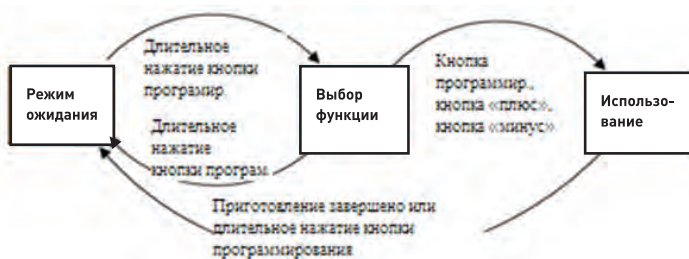 Длительное
нажатие кнопки
програмир.
Режим
ожидания
Выбор
функции
Кнопка
программир.,
кнопка «плюс»,
кнопка «минус»
Использо-
вание
Длительное
нажатие
кнопки програм.
Приготовление завершено или
длительное нажатие кнопки
программирования